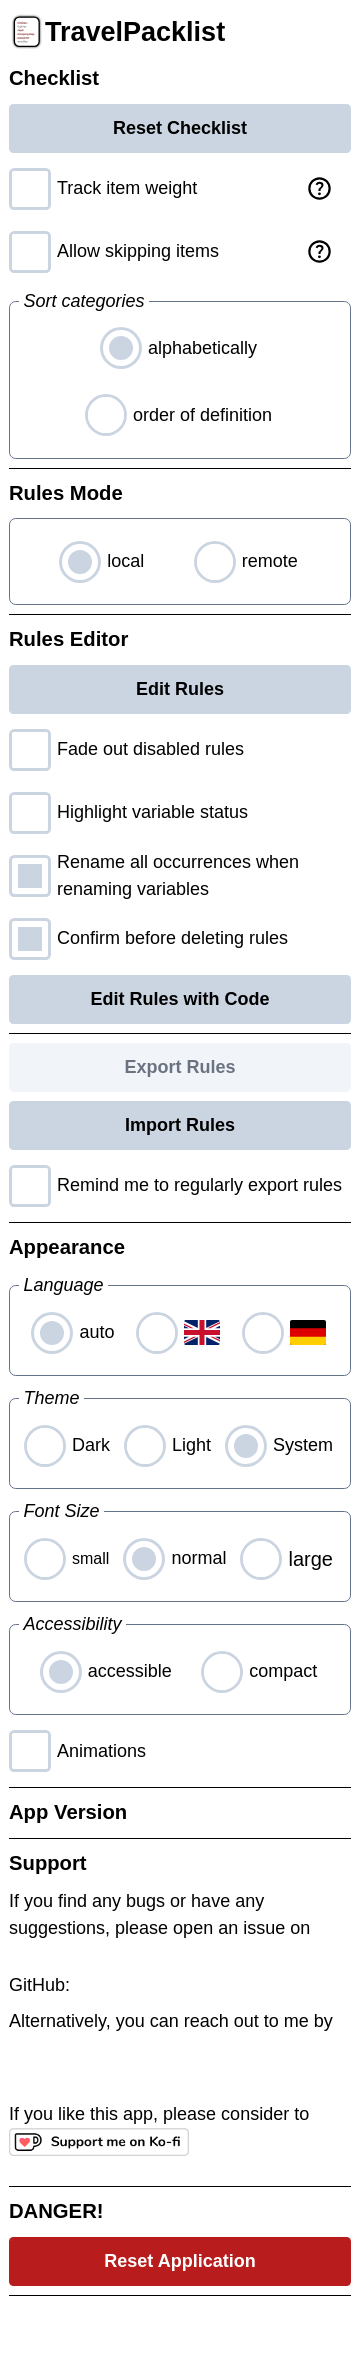 TravelPacklist
Checklist
Reset Checklist
Track item weight
Allow skipping items
Sort categories
alphabetically
order of definition
Rules Mode
local remote
Rules Editor
Edit Rules
Fade out disabled rules
Highlight variable status
Rename all occurrences when
renaming variables
Confirm before deleting rules
Edit Rules with Code
Export Rules
Import Rules
Remind me to regularly export rules
Appearance
Language
auto
Theme
Dark Light System
Font Size
small normal large
Accessibility
accessible compact
Animations
App Version
Support
If you find any bugs or have any
suggestions, please open an issue on
GitHub:
Alternatively, you can reach out to me by
If you like this app, please consider to
Support me on Ko-fi
DANGER!
Reset Application